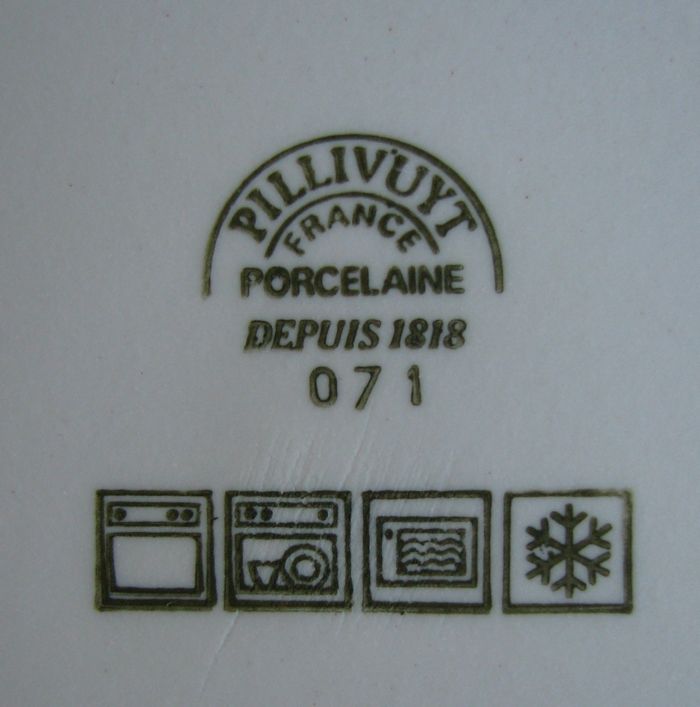 PILLIVUYT
FRANCE
PORCELAINE
DEPUIS 1818
071